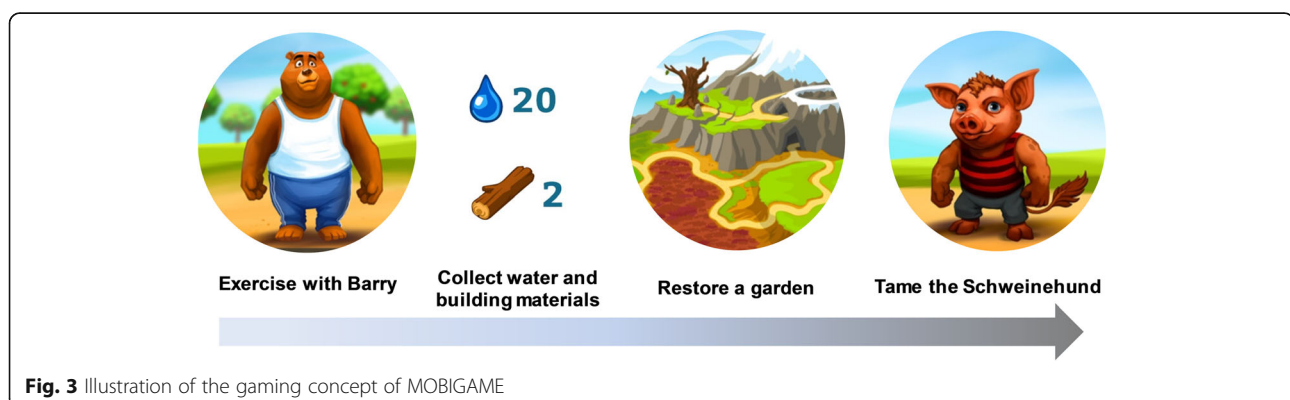 20
2
Exercise with Barry
Collect water and
building materials
Restore a garden
Tame the Schweinehund
Fig. 3 Illustration of the gaming concept of MOBIGAME